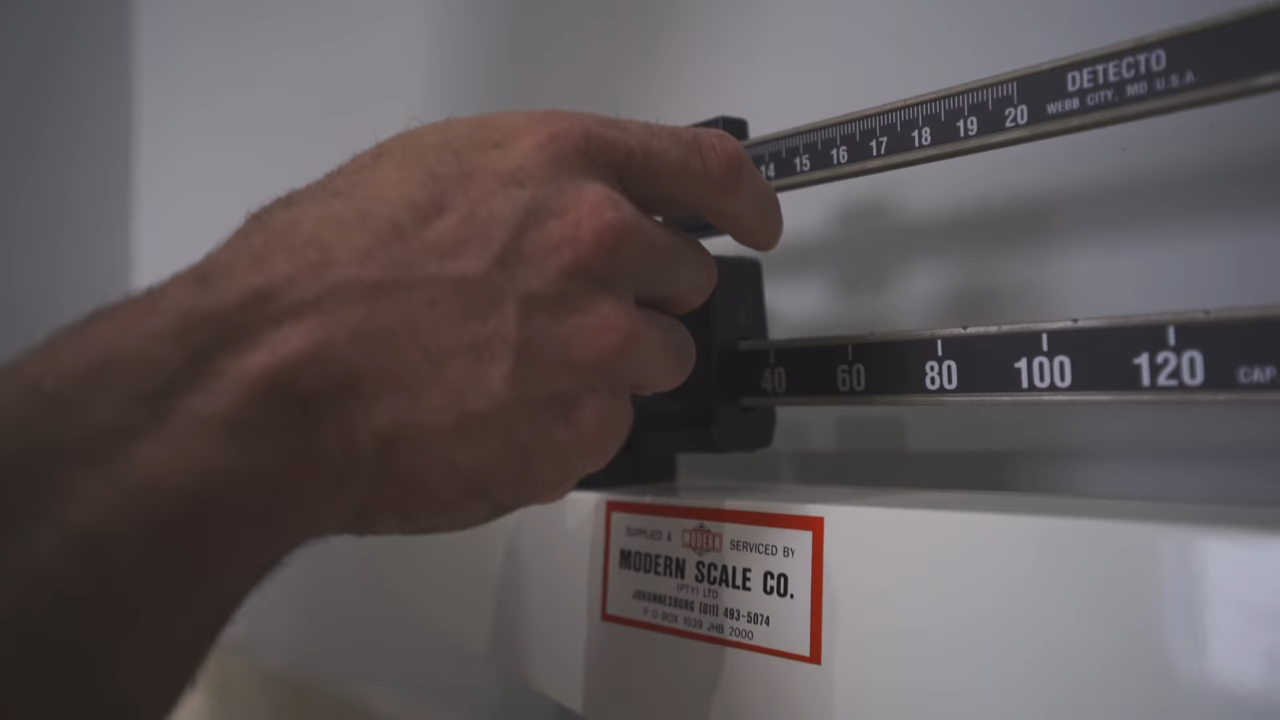 DETECTO
WEBB CITY, MO U.S.A.
14 15 16 17 18 19 20
40 60 80 100 120 CAP
SUPPLIED & MODERN SERVICED BY
MODERN SCALE CO.
(PTY) LTD
JOHANNESBURG (011) 493-5074
P O BOX 1039 JHB 2000